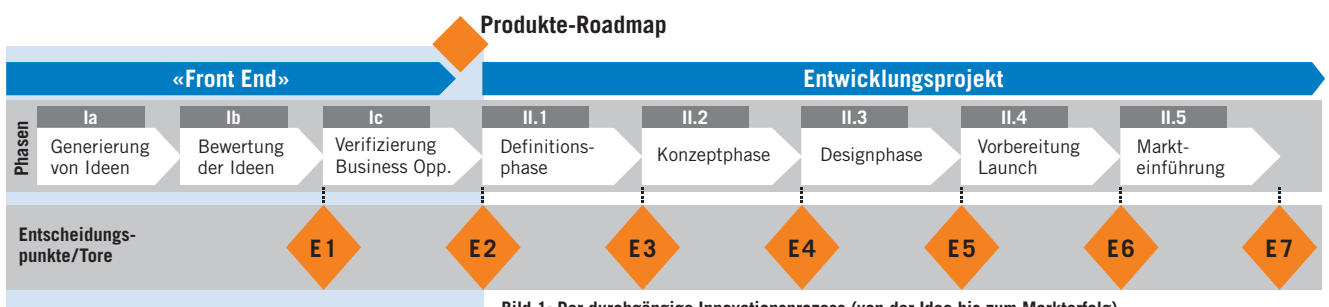 Produkte-Roadmap
«Front End»
Entwicklungsprojekt
Phasen
Ia
Generierung
von Ideen
Ib
Bewertung
der Ideen
Ic
Verifizierung
Business Opp.
II.1
Definitions-
phase
II.2
Konzeptphase
II.3
Designphase
II.4
Vorbereitung
Launch
II.5
Markt-
einführung
Entscheidungs-
punkte/Tore
E1
E2
E3
E4
E5
E6
E7
Bild 1: Der durchgängige Innovationsprozess (von der Idee bis zum Markterfolg)